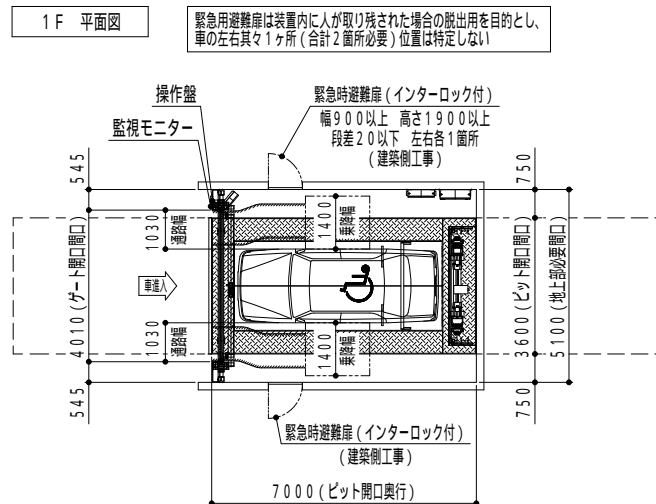 1F 平面図
緊急用避難扉は装置内に人が取り残された場合の脱出用を目的とし、
車の左右其々1ヶ所(合計2箇所必要)位置は特定しない
操作盤
監視モニター
緊急時避難扉(インターロック付)
幅900以上 高さ1900以上
段差20以下 左右各1箇所
(建築側工事)
545
750
1030
通路幅
1400
乗降幅
4010(ゲート開口間口)
車進入
3600(ピット開口間口)
5100(地上部必要間口)
1030
通路幅
1400
乗降幅
545
750
緊急時避難扉(インターロック付)
(建築側工事)
7000(ピット開口奥行)